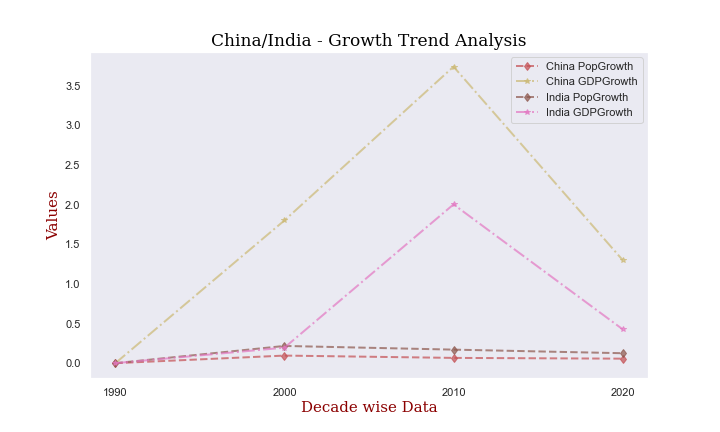 China/India - Growth Trend Analysis
China PopGrowth
China GDPGrowth
India PopGrowth
India GDPGrowth
3.5
3.0
2.5
2.0
1.5
1.0
0.5
0.0
Values
1990 2000 2010 2020
Decade wise Data